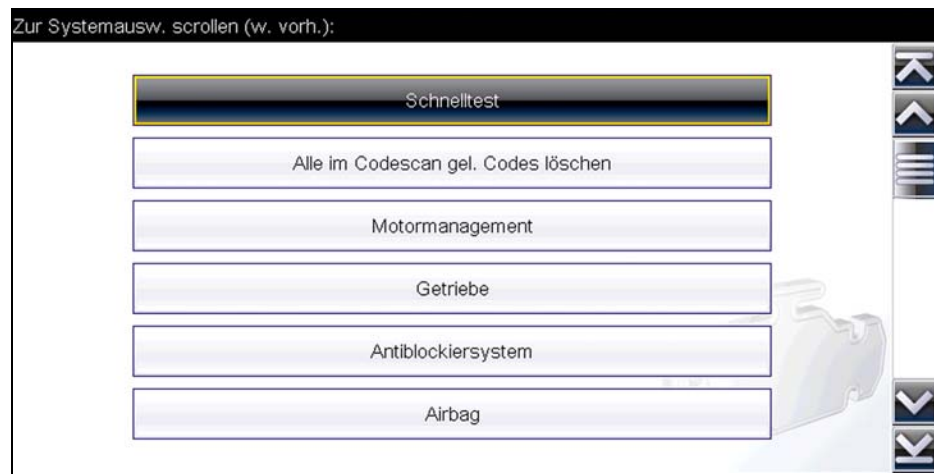 Zur Systemausw. scrollen (w. vorh.):
Schnelltest
Alle im Codescan gel. Codes löschen
Motormanagement
Getriebe
Antiblockiersystem
Airbag